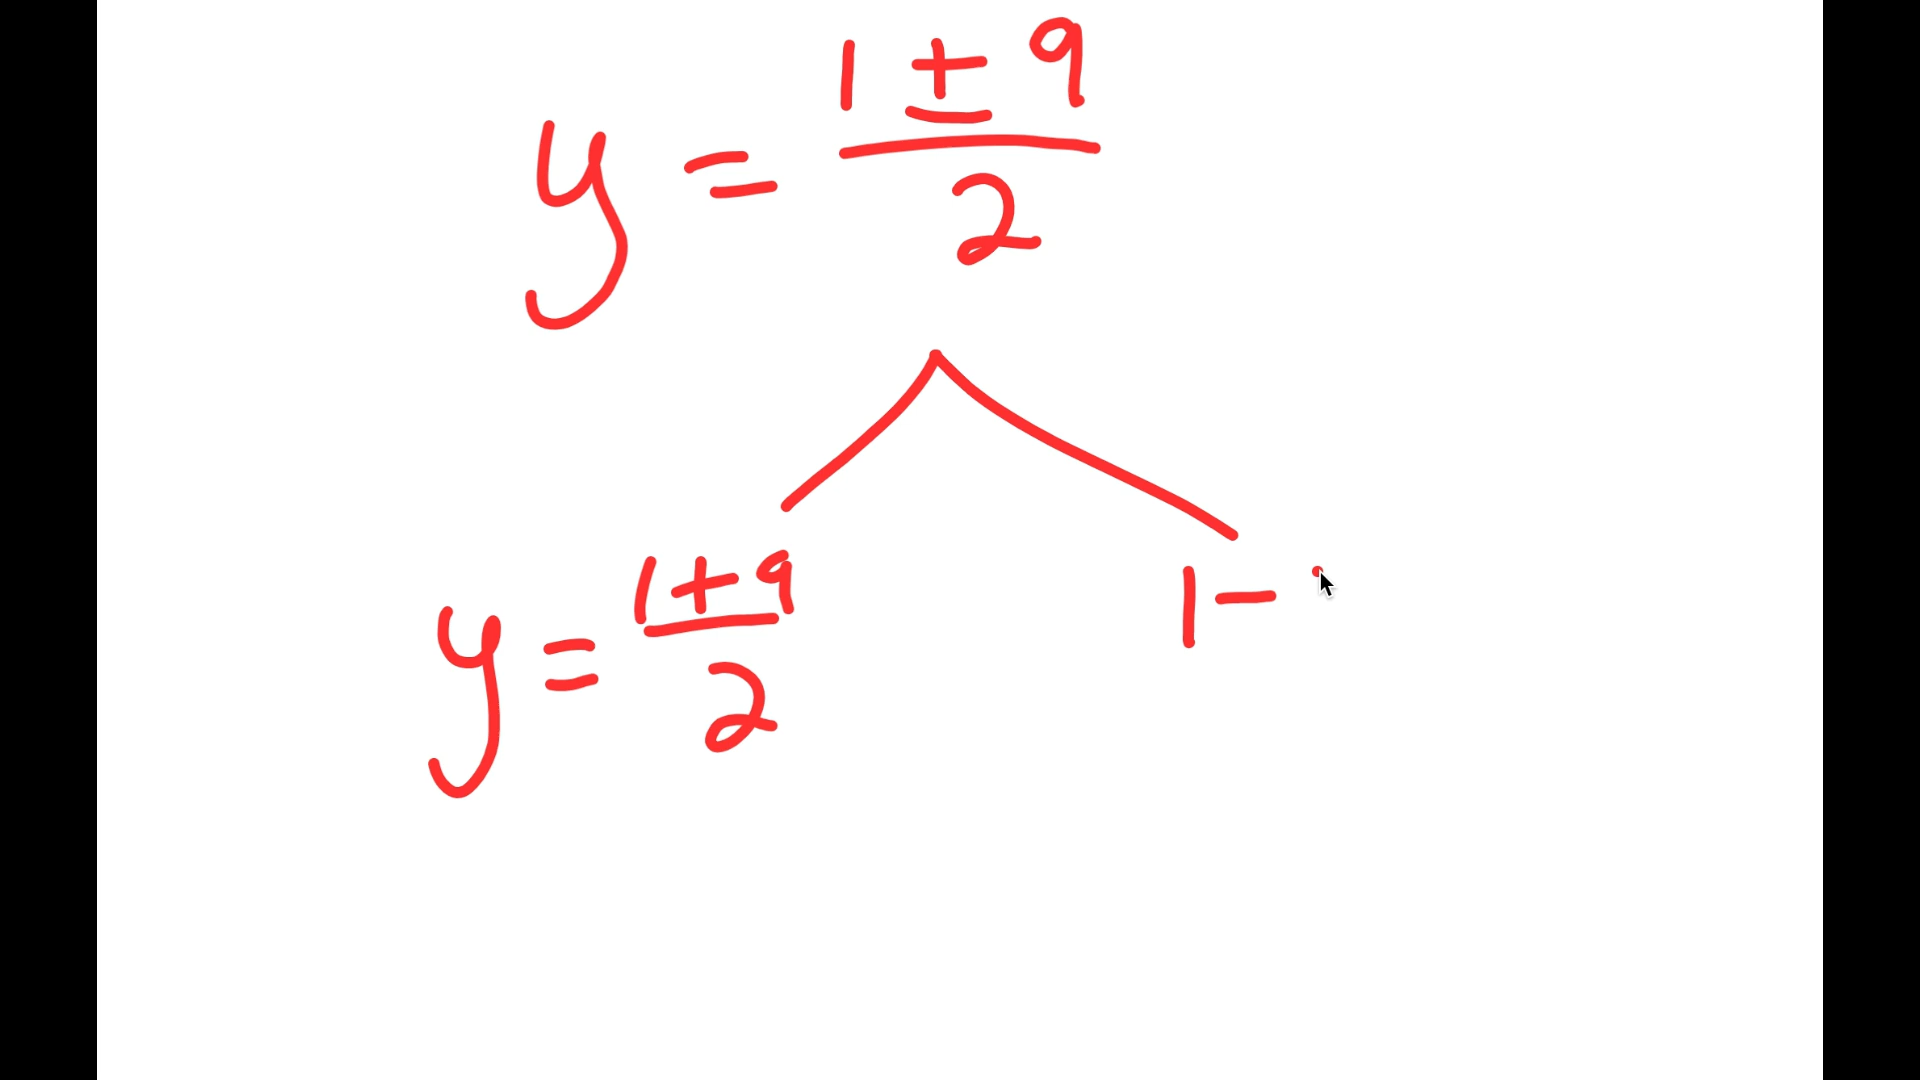 y = (1 ± 9)/2
y = (1 + 9)/2    1 -